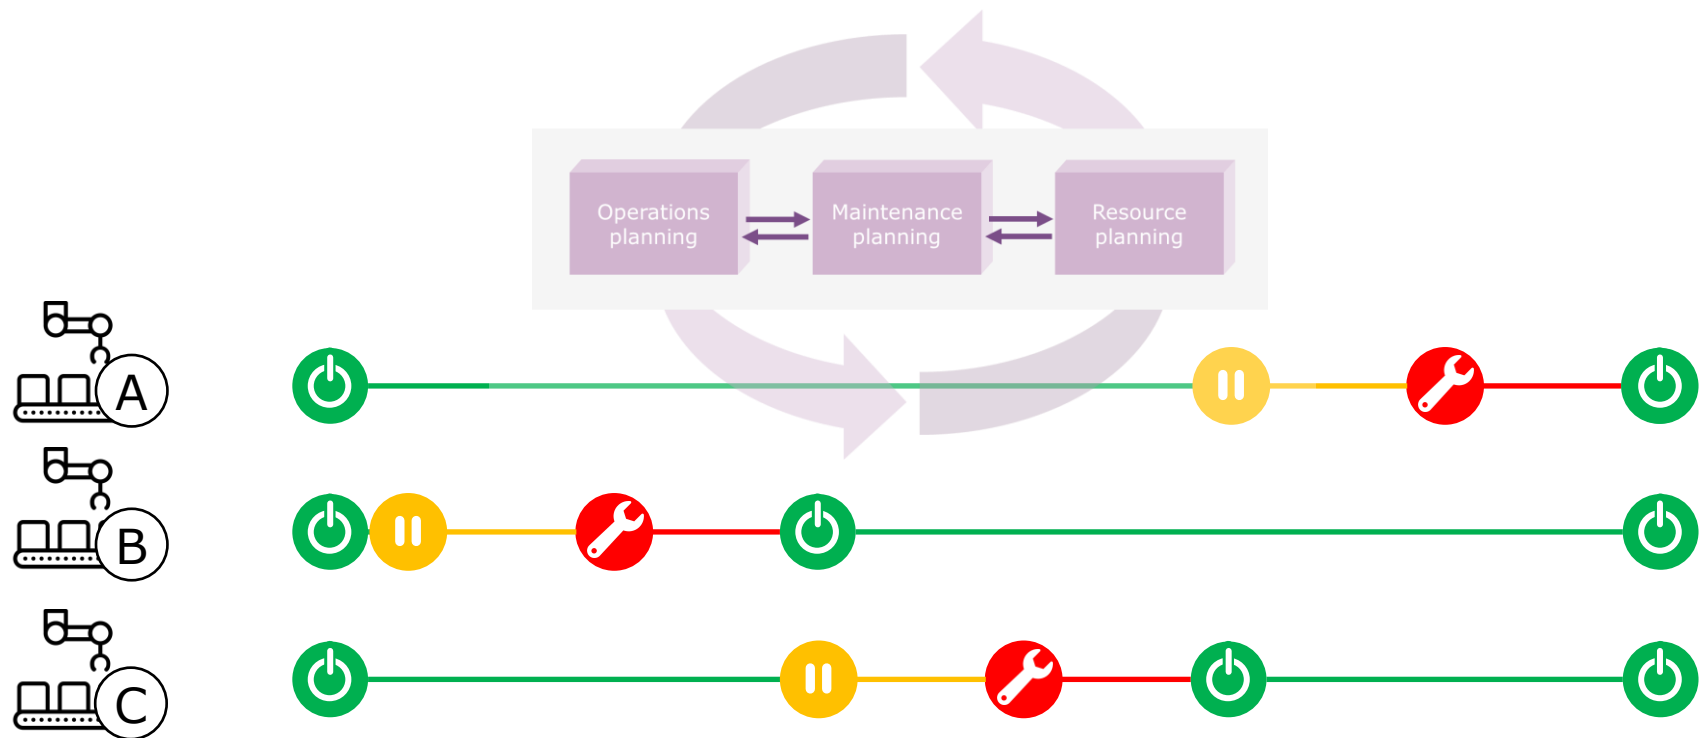 Operations
planning
Maintenance
planning
Resource
planning
A
B
C